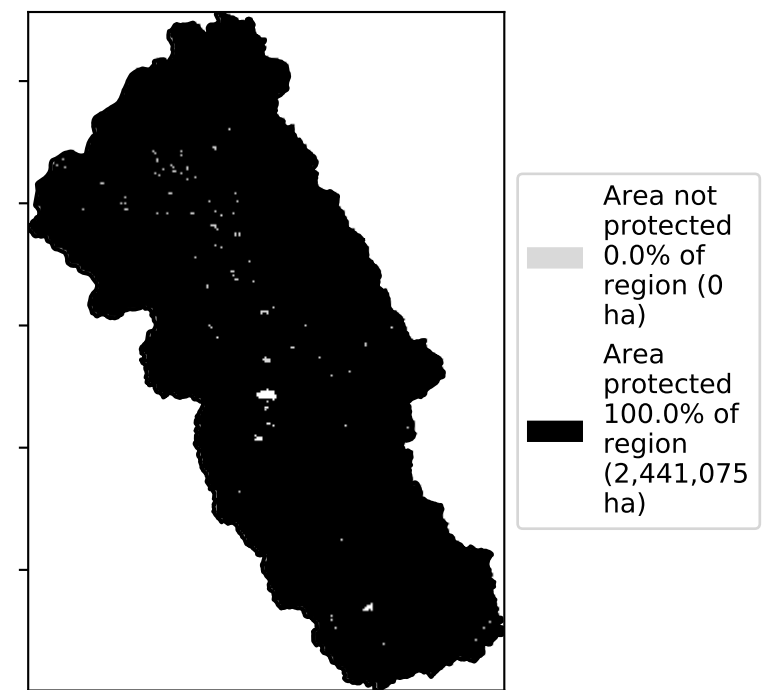 Area not
protected
0.0% of
region (0
ha)
Area
protected
100.0% of
region
(2,441,075
ha)